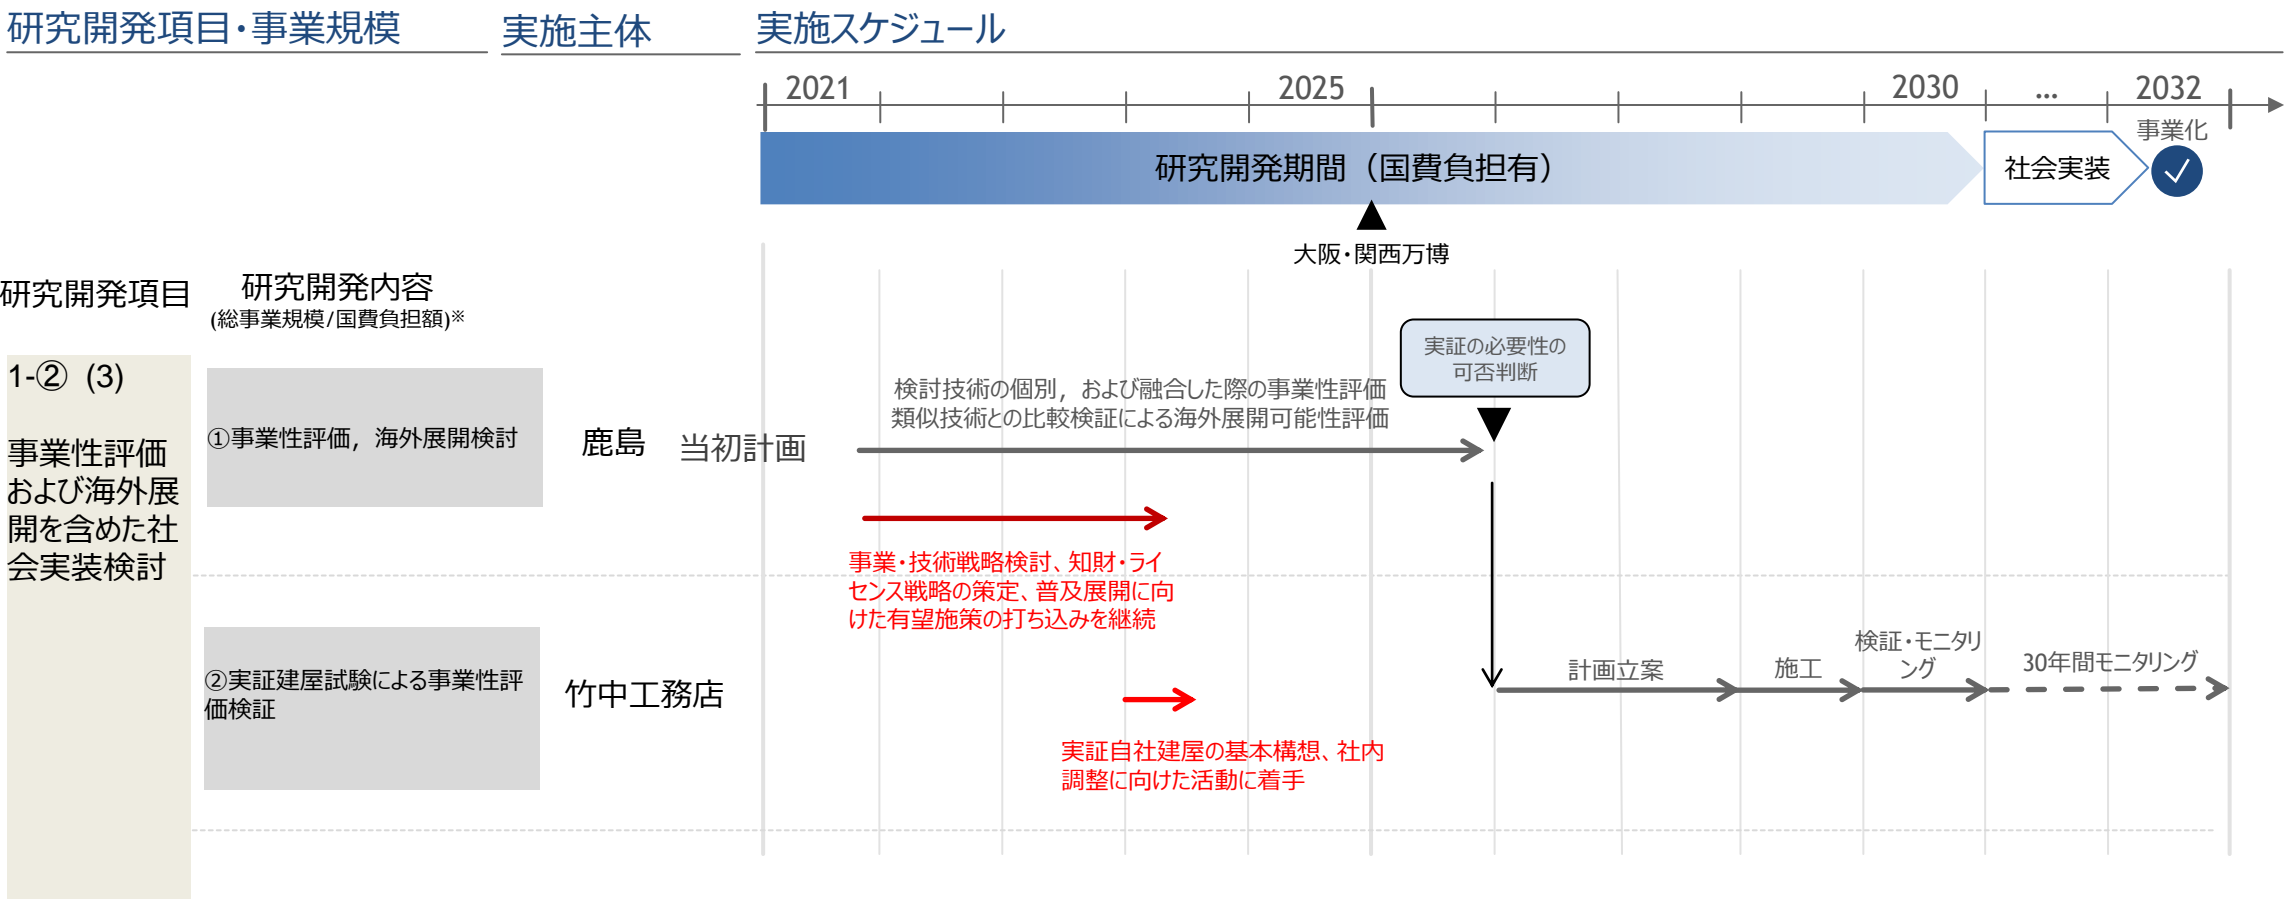 研究開発項目・事業規模
実施主体
実施スケジュール
2021
2025
2030
...
2032
事業化
研究開発期間（国費負担有）
社会実装
大阪・関西万博
研究開発項目
研究開発内容
(総事業規模/国費負担額)※
実証の必要性の
可否判断
1-② (3)
事業性評価
および海外展
開を含めた社
会実装検討
①事業性評価，海外展開検討
鹿島
当初計画
検討技術の個別，および融合した際の事業性評価
類似技術との比較検証による海外展開可能性評価
事業・技術戦略検討、知財・ライ
センス戦略の策定、普及展開に向
けた有望施策の打ち込みを継続
②実証建屋試験による事業性評
価検証
竹中工務店
計画立案
施工
検証・モニタリ
ング
30年間モニタリング
実証自社建屋の基本構想、社内
調整に向けた活動に着手